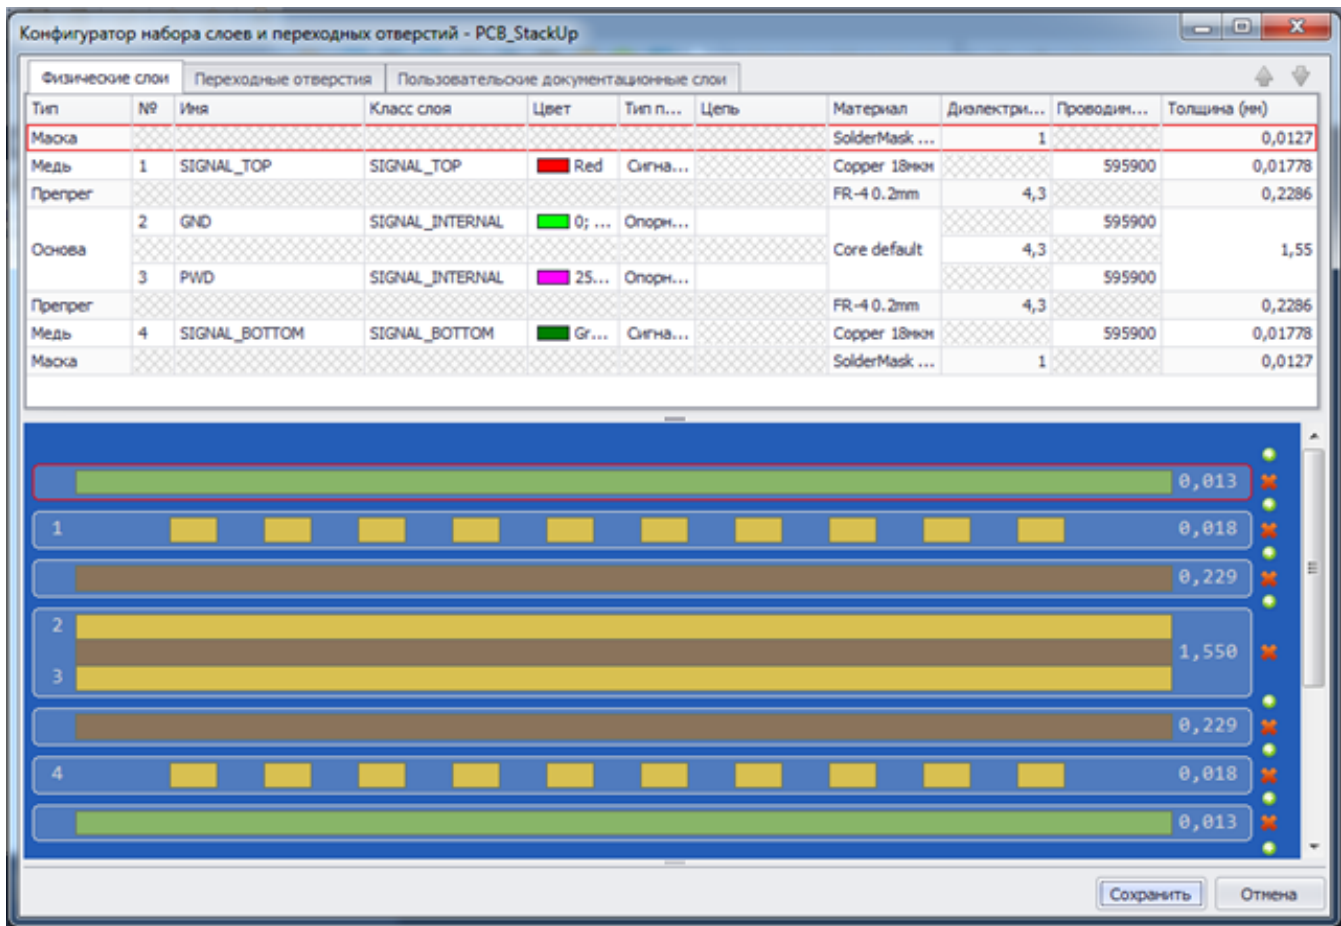 Конфигуратор набора слоев и переходных отверстий - PCB_StackUp
Физические слои Переходные отверстия Пользовательские документационные слои
Тип № Имя Класс слоя Цвет Тип п... Цепь Материал Диэлектри... Проводим... Толщина (мм)
Маска SolderMask ... 1 0,0127
Медь 1 SIGNAL_TOP SIGNAL_TOP Red Сигна... Copper 18мкм 595900 0,01778
Препрег FR-4 0.2mm 4,3 0,2286
2 GND SIGNAL_INTERNAL 0; ... Опорн... 595900
Основа Core default 4,3 1,55
3 PWD SIGNAL_INTERNAL 25... Опорн... 595900
Препрег FR-4 0.2mm 4,3 0,2286
Медь 4 SIGNAL_BOTTOM SIGNAL_BOTTOM Gr... Сигна... Copper 18мкм 595900 0,01778
Маска SolderMask ... 1 0,0127
0,013
1 0,018
0,229
2
1,550
3
0,229
4 0,018
0,013
Сохранить Отмена